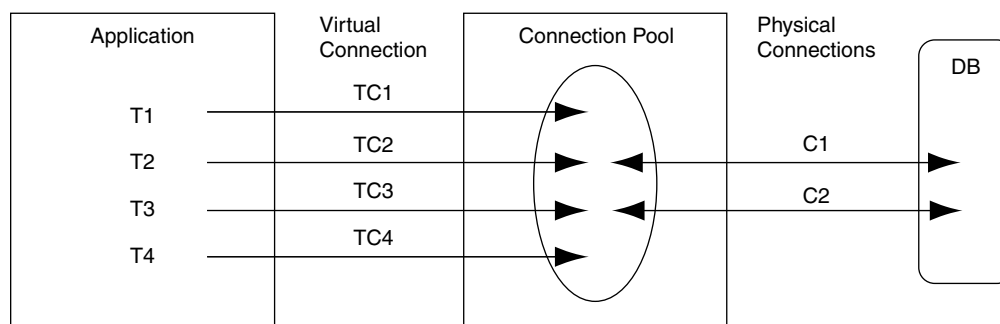 Application
Virtual
Connection
Connection Pool
Physical
Connections
DB
T1
TC1
T2
TC2
C1
T3
TC3
C2
T4
TC4